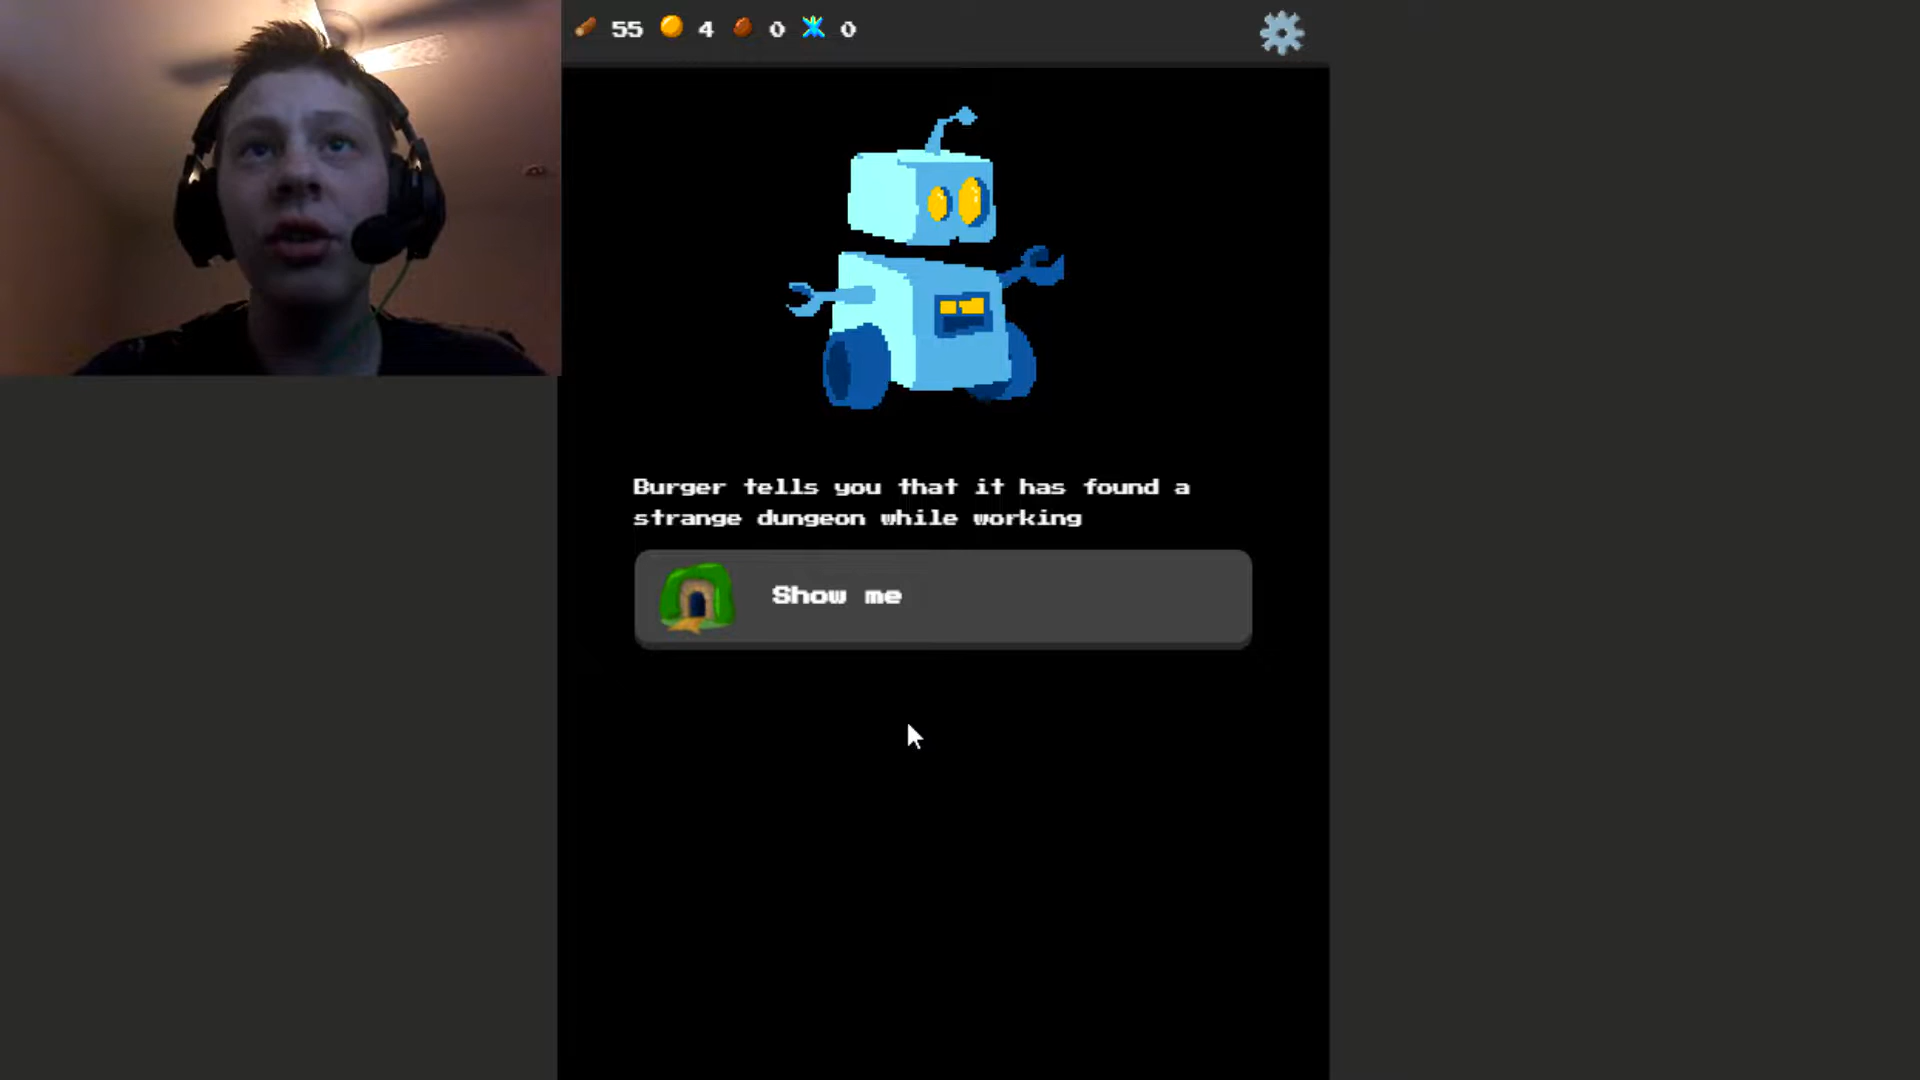 55 4 0 0
Burger tells you that it has found a
strange dungeon while working
Show me